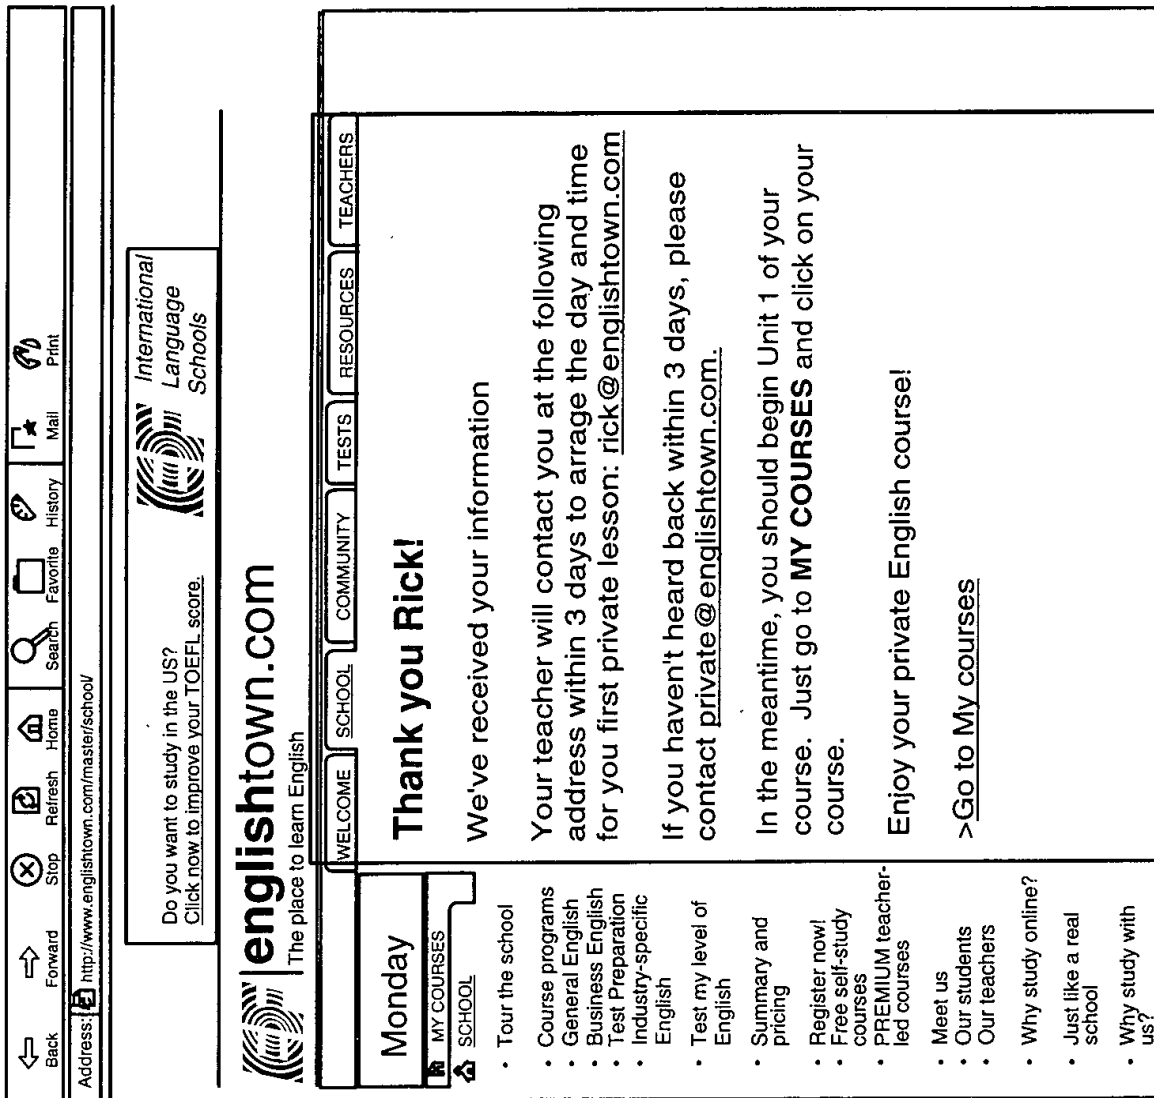 Back
Forward
Stop
Refresh
Home
Search
Favorite
History
Mail
Print
Address: http://www.englishtown.com/master/school/
Do you want to study in the US?
Click now to improve your TOEFL score.
International
Language
Schools
englishtown.com
The place to learn English
WELCOME
SCHOOL
COMMUNITY
TESTS
RESOURCES
TEACHERS
Monday
MY COURSES
SCHOOL
• Tour the school
• Course programs
• General English
• Business English
• Test Preparation
• Industry-specific
English
• Test my level of
English
• Summary and
pricing
• Register now!
• Free self-study
courses
• PREMIUM teacher-
led courses
• Meet us
• Our students
• Our teachers
• Why study online?
• Just like a real
school
• Why study with
us?
Thank you Rick!
We've received your information
Your teacher will contact you at the following
address within 3 days to arrage the day and time
for you first private lesson: rick@englishtown.com
If you haven't heard back within 3 days, please
contact private@englishtown.com.
In the meantime, you should begin Unit 1 of your
course. Just go to MY COURSES and click on your
course.
Enjoy your private English course!
>Go to My courses